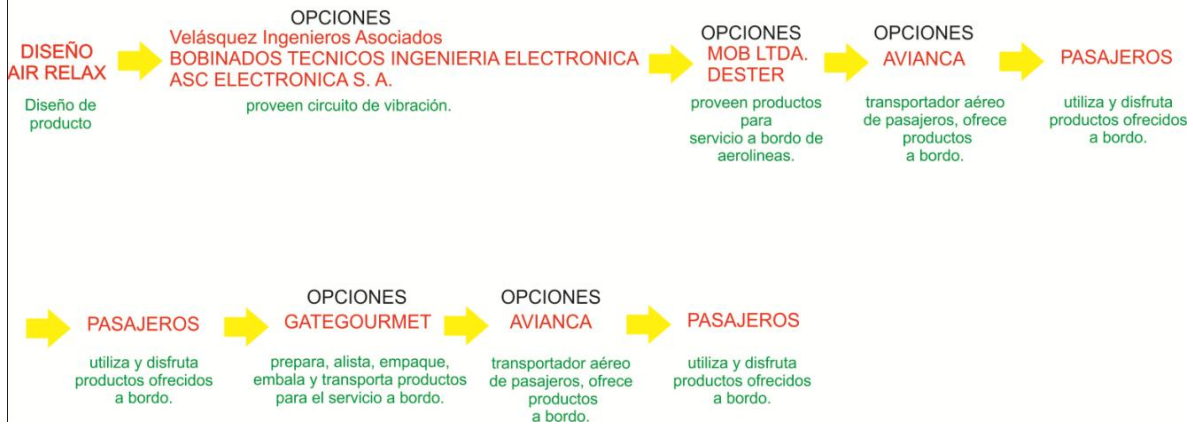 DISEÑO
AIR RELAX
Diseño de
producto
OPCIONES
Velásquez Ingenieros Asociados
BOBINADOS TECNICOS INGENIERIA ELECTRONICA
ASC ELECTRONICA S. A.
proveen circuito de vibración.
OPCIONES
MOB LTDA.
DESTER
proveen productos
para
servicio a bordo de
aerolineas.
OPCIONES
AVIANCA
transportador aéreo
de pasajeros, ofrece
productos
a bordo.
PASAJEROS
utiliza y disfruta
productos ofrecidos
a bordo.
PASAJEROS
utiliza y disfruta
productos ofrecidos
a bordo.
OPCIONES
GATEGOURMET
prepara, alista, empaque,
embala y transporta productos
para el servicio a bordo.
OPCIONES
AVIANCA
transportador aéreo
de pasajeros, ofrece
productos
a bordo.
PASAJEROS
utiliza y disfruta
productos ofrecidos
a bordo.